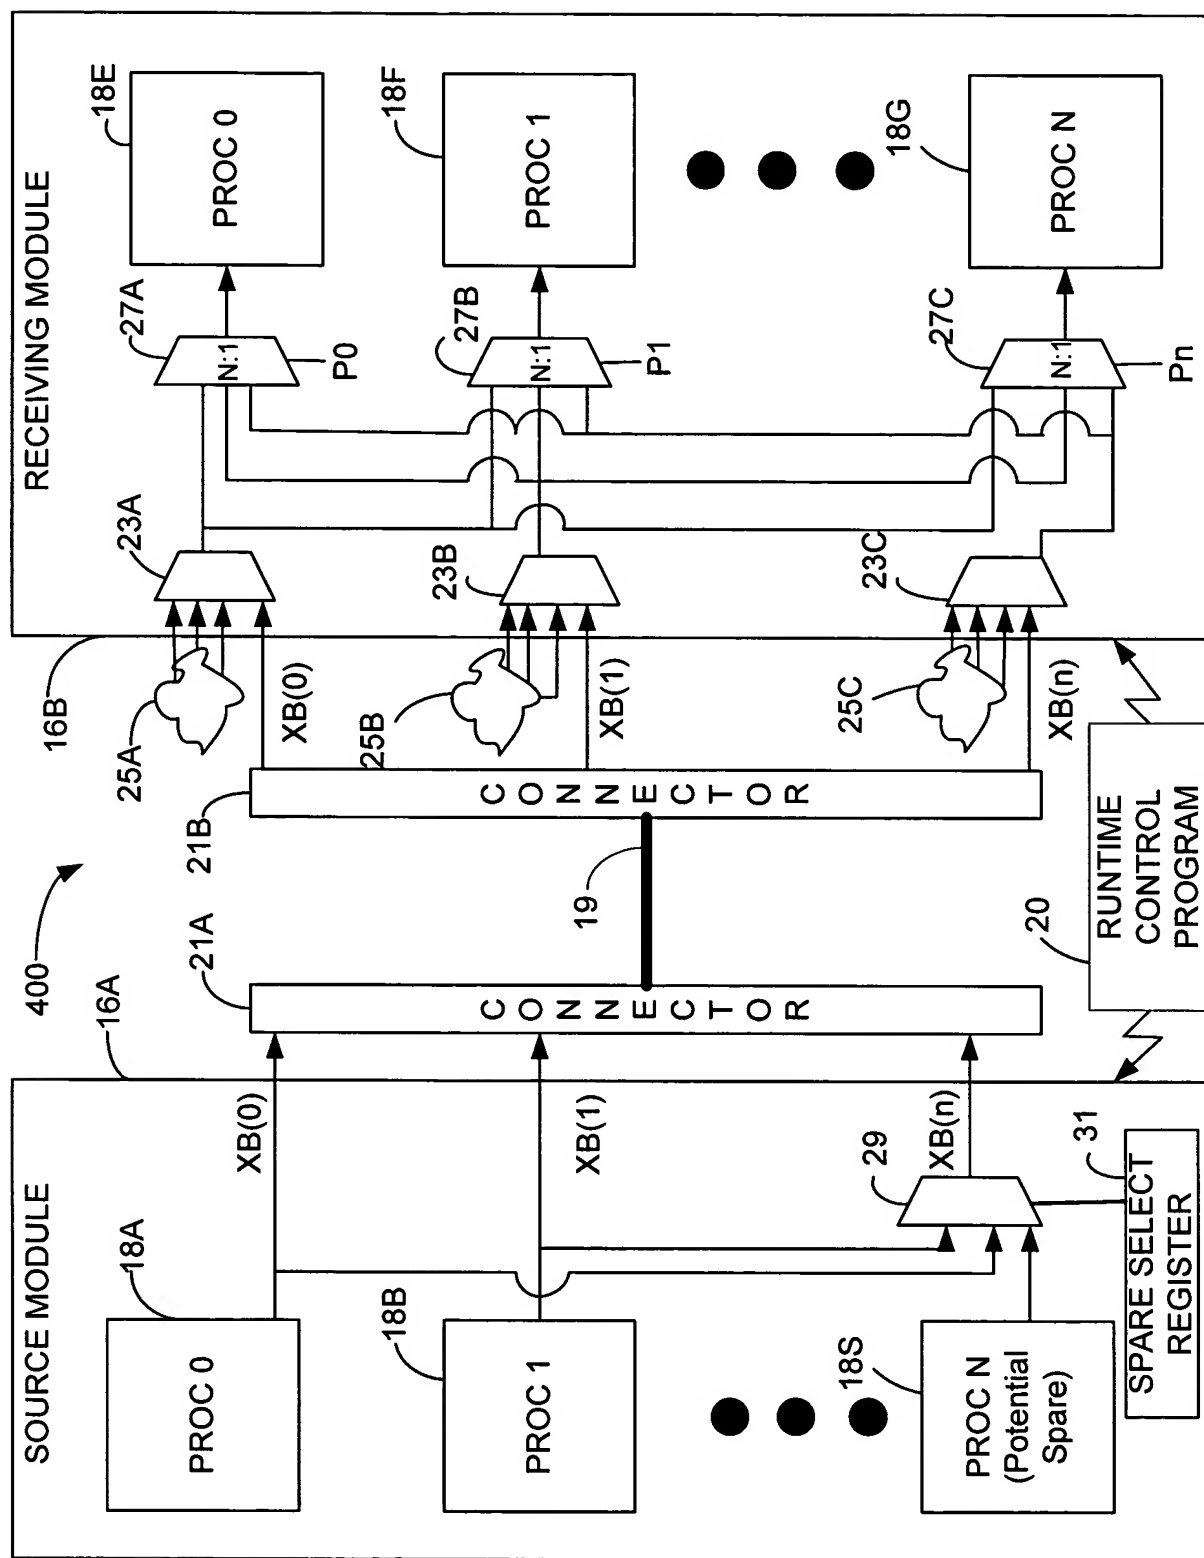 400
SOURCE MODULE
16A
PROC 0
18A
XB(0)
PROC 1
18B
XB(1)
PROC N
(Potential
Spare)
18S
29
XB(n)
31
SPARE SELECT
REGISTER
21A
CONNECTOR
19
21B
CONNECTOR
20
RUNTIME
CONTROL
PROGRAM
RECEIVING MODULE
16B
25A
XB(0)
23A
27A
N:1
P0
PROC 0
18E
25B
XB(1)
23B
27B
N:1
P1
PROC 1
18F
25C
XB(n)
23C
27C
N:1
Pn
PROC N
18G